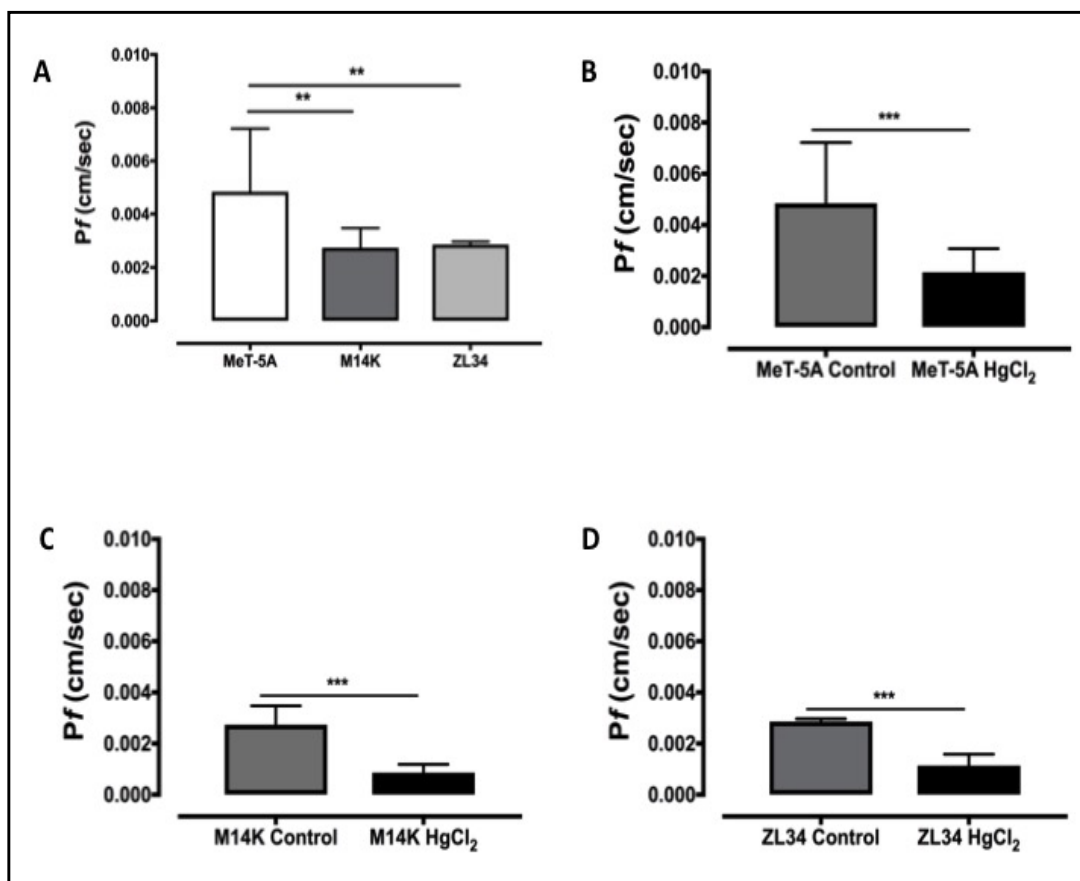 A
Pf (cm/sec)
0.010
0.008
0.006
0.004
0.002
0.000
**
**
MeT-5A M14K ZL34
B
Pf (cm/sec)
0.010
0.008
0.006
0.004
0.002
0.000
***
MeT-5A Control MeT-5A HgCl₂
C
Pf (cm/sec)
0.010
0.008
0.006
0.004
0.002
0.000
***
M14K Control M14K HgCl₂
D
Pf (cm/sec)
0.010
0.008
0.006
0.004
0.002
0.000
***
ZL34 Control ZL34 HgCl₂